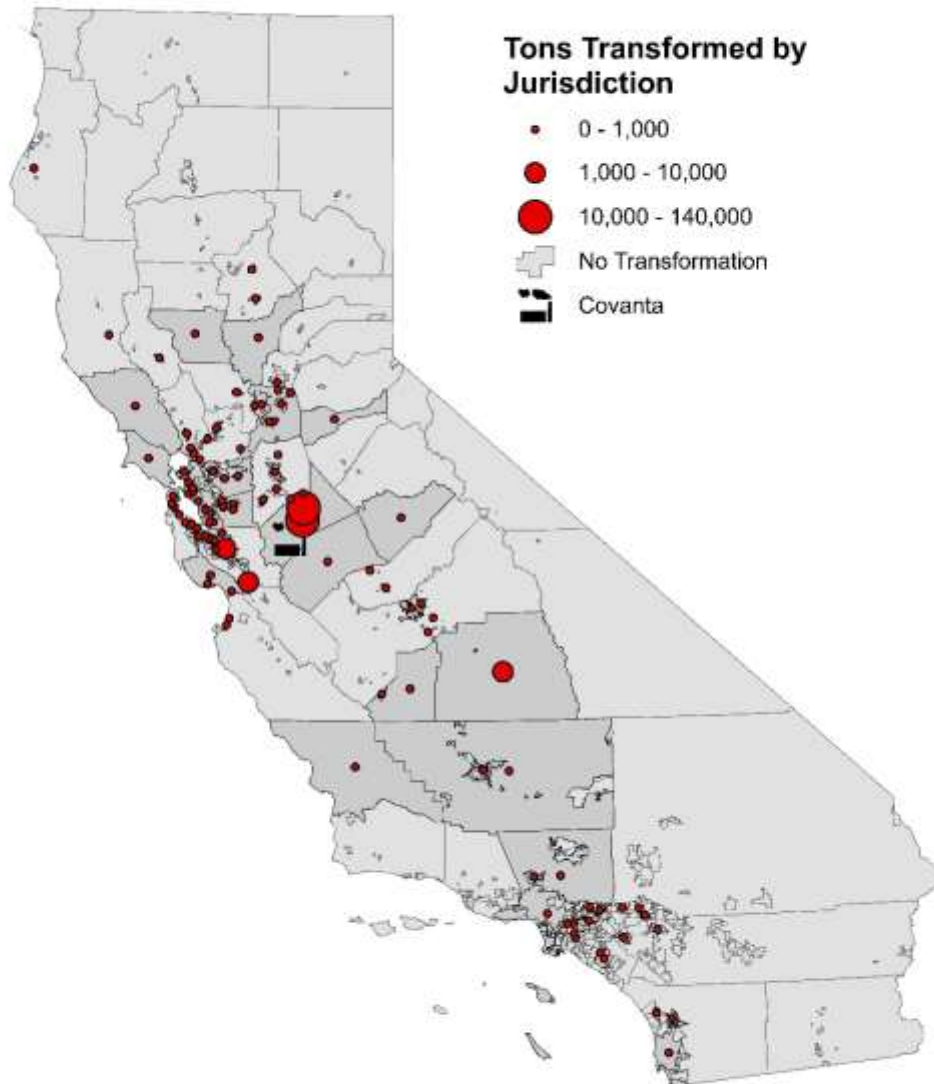 Tons Transformed by
Jurisdiction
0 - 1,000
1,000 - 10,000
10,000 - 140,000
No Transformation
Covanta